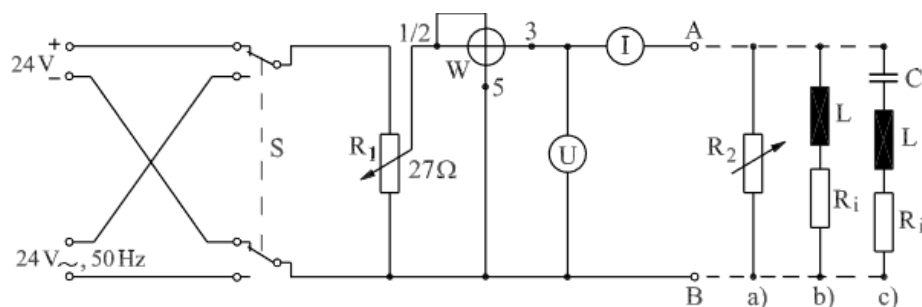 +
24 V
−
S
24 V~, 50 Hz
R1
27Ω
1/2
W
3
5
I
U
A
B
R2
a)
L
Ri
b)
C
L
Ri
c)